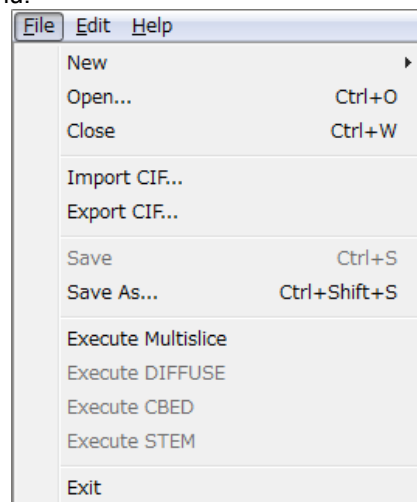 File Edit Help
New
Open... Ctrl+O
Close Ctrl+W
Import CIF...
Export CIF...
Save Ctrl+S
Save As... Ctrl+Shift+S
Execute Multislice
Execute DIFFUSE
Execute CBED
Execute STEM
Exit